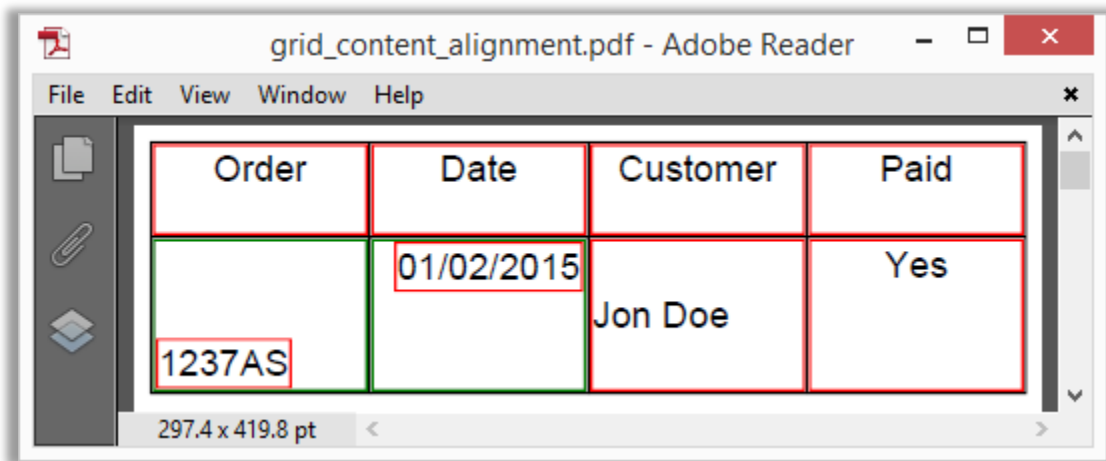 grid_content_alignment.pdf - Adobe Reader
File Edit View Window Help
Order Date Customer Paid
01/02/2015 Yes
Jon Doe
1237AS
297.4 x 419.8 pt